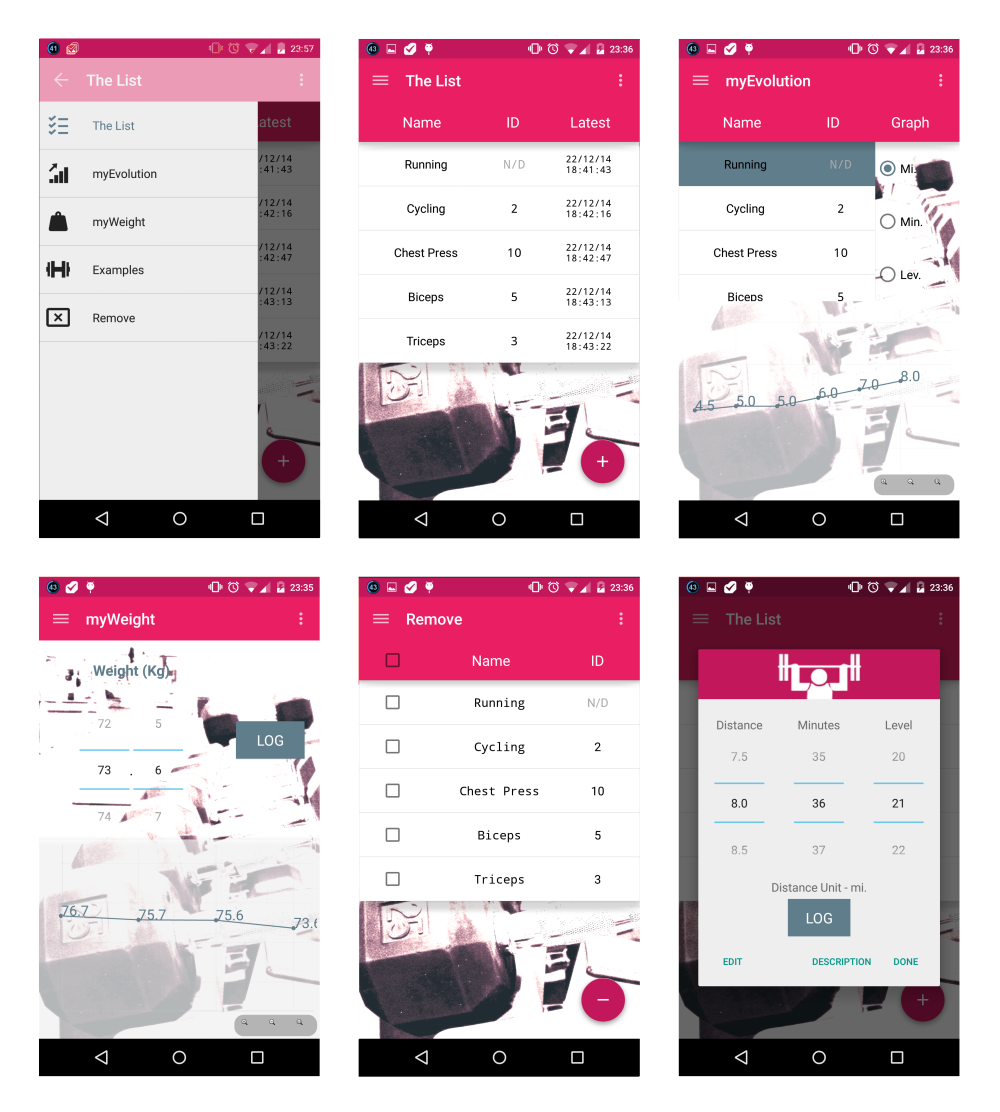 41 23:57
The List
The List
myEvolution
myWeight
Examples
Remove
atest
/12/14
:41:43
/12/14
:42:16
/12/14
:42:47
/12/14
:43:13
/12/14
:43:22
+
43 23:36
The List
Name ID Latest
Running N/D 22/12/14
18:41:43
Cycling 2 22/12/14
18:42:16
Chest Press 10 22/12/14
18:42:47
Biceps 5 22/12/14
18:43:13
Triceps 3 22/12/14
18:43:22
+
43 23:36
myEvolution
Name ID Graph
Running N/D Mi.
Cycling 2 Min.
Chest Press 10
Lev.
Biceps 5
4.5 5.0 5.0 6.0 7.0 8.0
43 23:35
myWeight
Weight (Kg)
72 5
73 . 6
74 7
LOG
76.7 75.7 75.6 73.6
43 23:36
Remove
Name ID
Running N/D
Cycling 2
Chest Press 10
Biceps 5
Triceps 3
−
43 23:36
The List
Distance Minutes Level
7.5 35 20
8.0 36 21
8.5 37 22
Distance Unit - mi.
LOG
EDIT DESCRIPTION DONE
+